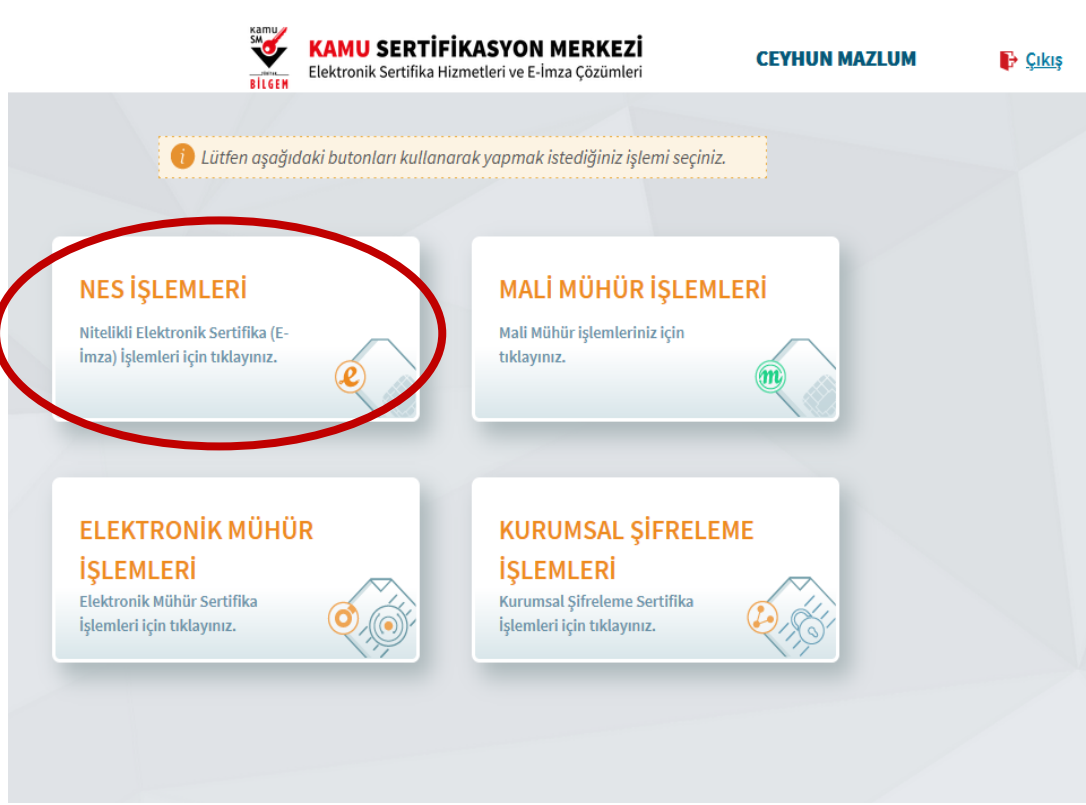 Kamu
SM
BİLGEM
KAMU SERTİFİKASYON MERKEZİ
Elektronik Sertifika Hizmetleri ve E-İmza Çözümleri
CEYHUN MAZLUM
Çıkış
i
Lütfen aşağıdaki butonları kullanarak yapmak istediğiniz işlemi seçiniz.
NES İŞLEMLERİ
Nitelikli Elektronik Sertifika (E-
İmza) İşlemleri için tıklayınız.
e
MALİ MÜHÜR İŞLEMLERİ
Mali Mühür işlemleriniz için
tıklayınız.
m
ELEKTRONİK MÜHÜR
İŞLEMLERİ
Elektronik Mühür Sertifika
İşlemleri için tıklayınız.
KURUMSAL ŞİFRELEME
İŞLEMLERİ
Kurumsal Şifreleme Sertifika
İşlemleri için tıklayınız.